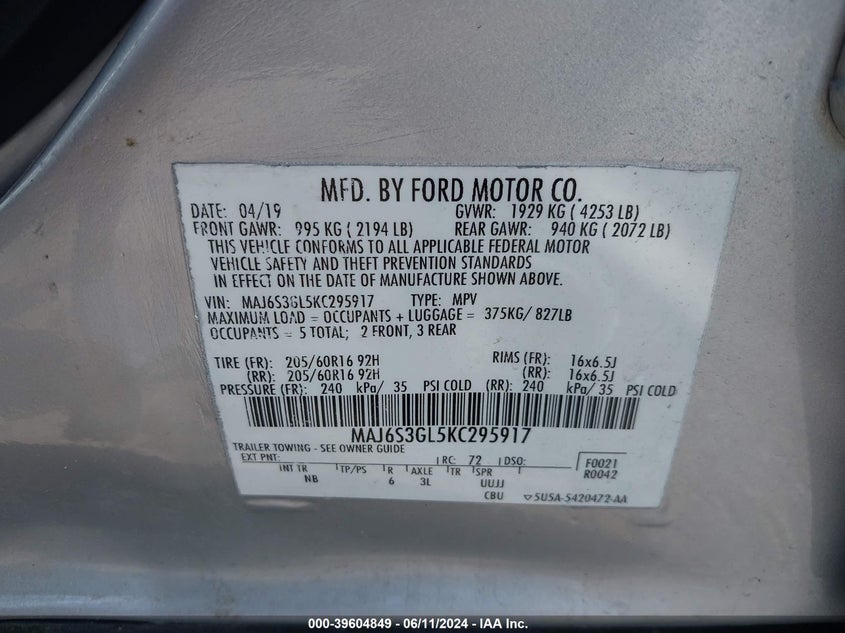 MFD. BY FORD MOTOR CO.
DATE: 04/19 GVWR: 1929 KG ( 4253 LB)
FRONT GAWR: 995 KG ( 2194 LB) REAR GAWR: 940 KG ( 2072 LB)
THIS VEHICLE CONFORMS TO ALL APPLICABLE FEDERAL MOTOR
VEHICLE SAFETY AND THEFT PREVENTION STANDARDS
IN EFFECT ON THE DATE OF MANUFACTURE SHOWN ABOVE.
VIN: MAJ6S3GL5KC295917 TYPE: MPV
MAXIMUM LOAD = OCCUPANTS + LUGGAGE = 375KG/ 827LB
OCCUPANTS = 5 TOTAL; 2 FRONT, 3 REAR
TIRE (FR): 205/60R16 92H RIMS (FR): 16x6.5J
(RR): 205/60R16 92H (RR): 16x6.5J
PRESSURE (FR): 240 kPa/ 35 PSI COLD (RR): 240 kPa/ 35 PSI COLD
MAJ6S3GL5KC295917
TRAILER TOWING - SEE OWNER GUIDE
EXT PNT: RC: 72 DSO: F0021
INT TR TP/PS R AXLE TR SPR R0042
NB 6 3L UUJJ
CBU 5U5A-5420472-AA
000-39604849 - 06/11/2024 - IAA Inc.